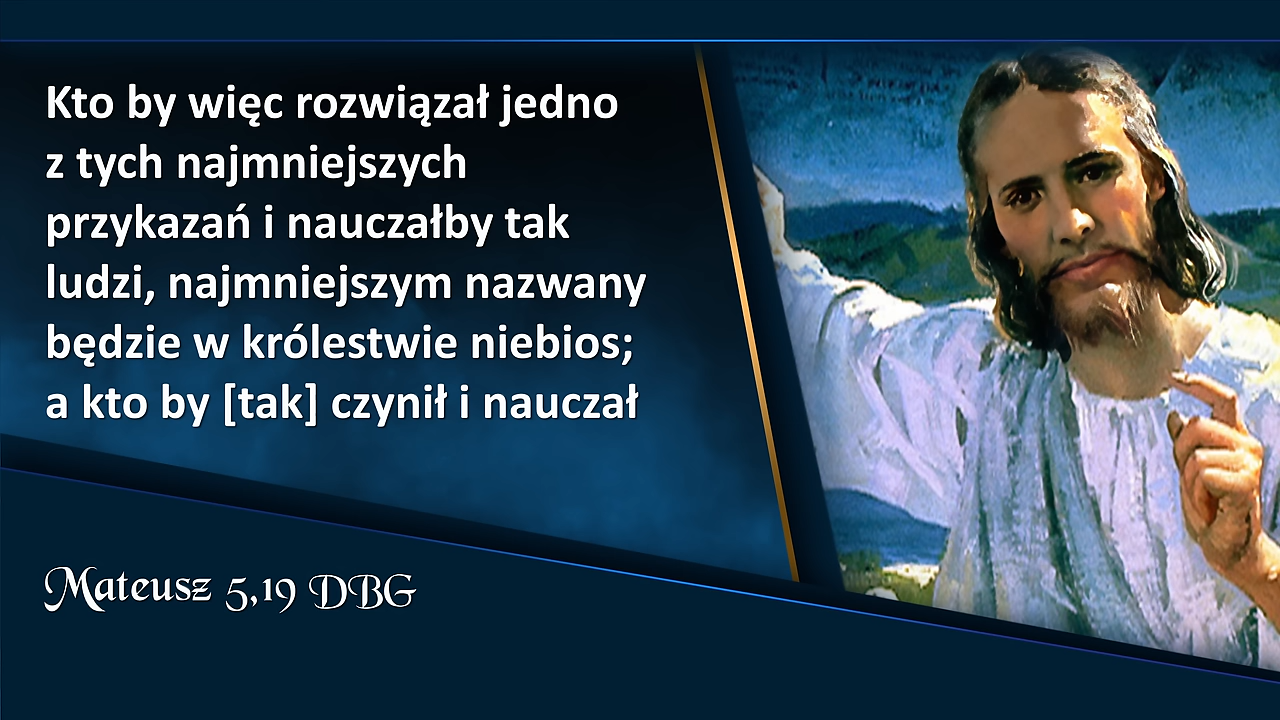 Kto by więc rozwiązał jedno
z tych najmniejszych
przykazań i nauczałby tak
ludzi, najmniejszym nazwany
będzie w królestwie niebios;
a kto by [tak] czynił i nauczał
Mateusz 5,19 DBG